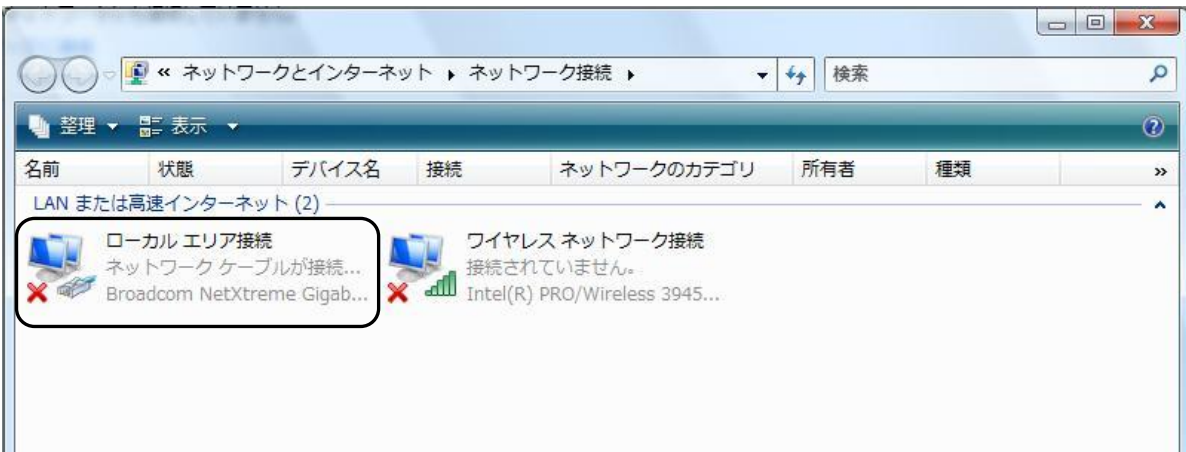 « ネットワークとインターネット ▸ ネットワーク接続 ▸ 検索
整理 表示
名前 状態 デバイス名 接続 ネットワークのカテゴリ 所有者 種類 »
LAN または高速インターネット (2)
ローカル エリア接続
ネットワーク ケーブルが接続...
Broadcom NetXtreme Gigab...
ワイヤレス ネットワーク接続
接続されていません。
Intel(R) PRO/Wireless 3945...